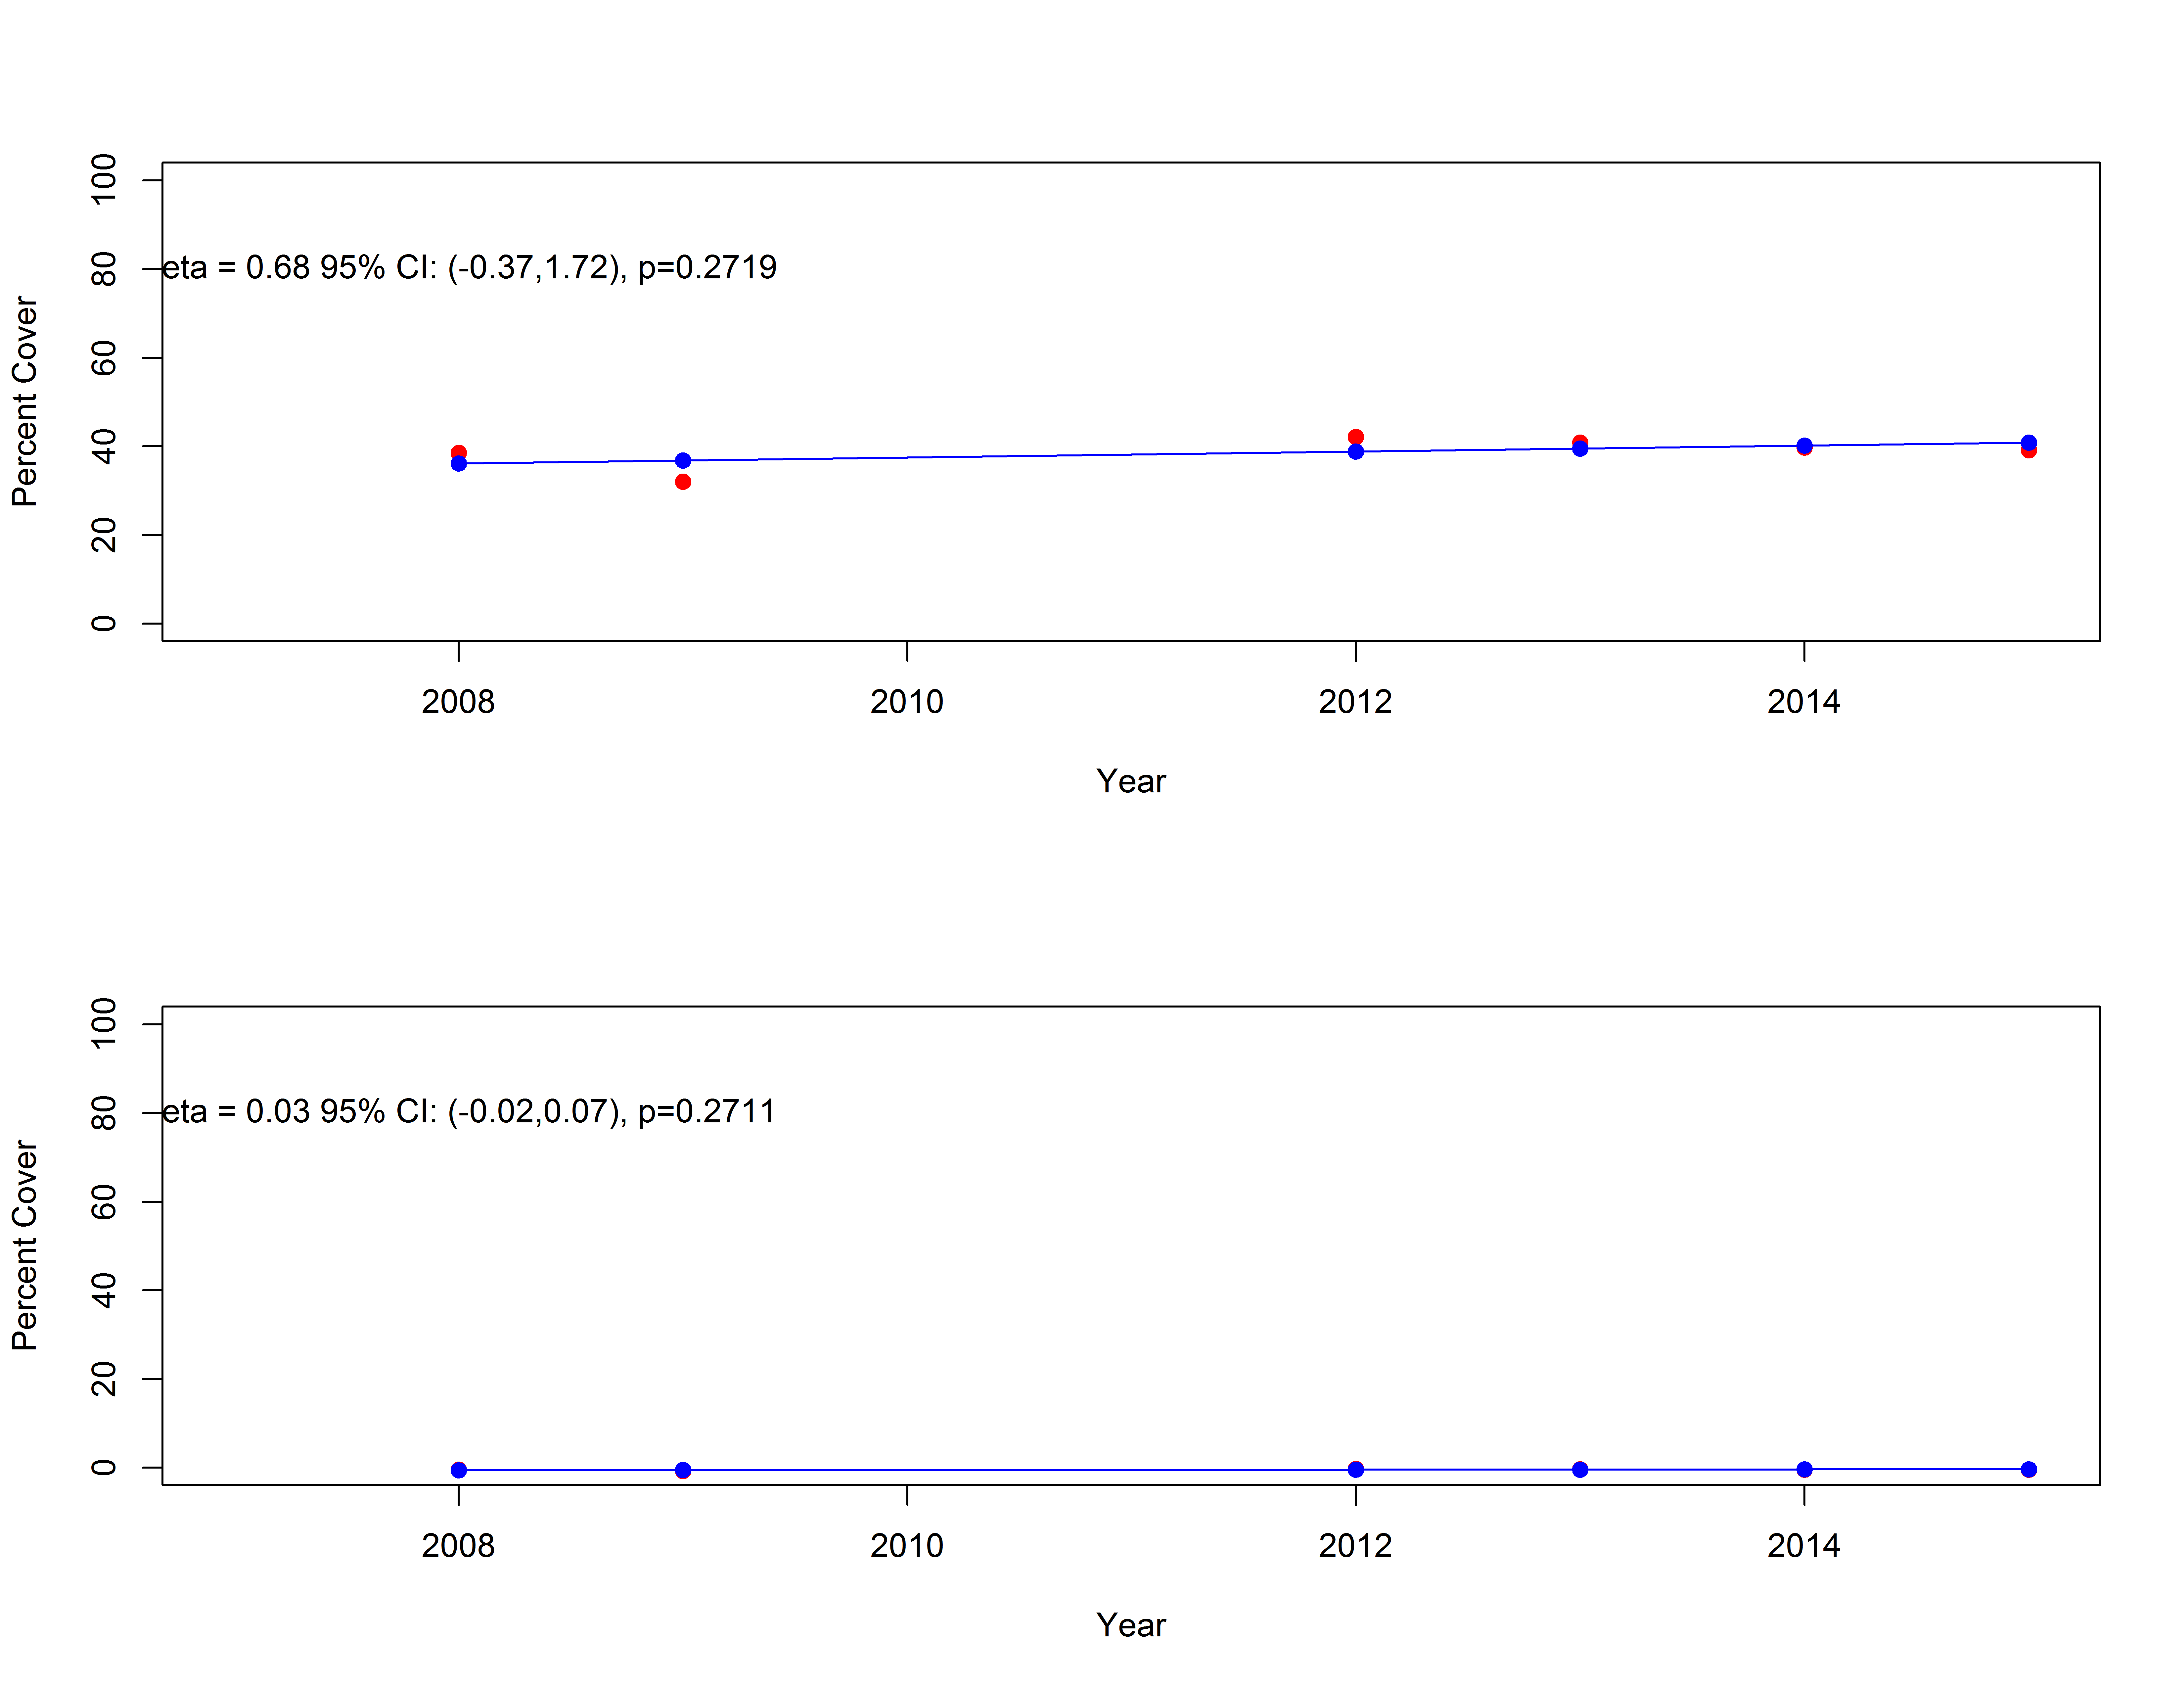 100
80
60
40
20
0
Percent Cover
eta = 0.68 95% CI: (-0.37,1.72), p=0.2719
2008 2010 2012 2014
Year
100
80
60
40
20
0
Percent Cover
eta = 0.03 95% CI: (-0.02,0.07), p=0.2711
2008 2010 2012 2014
Year